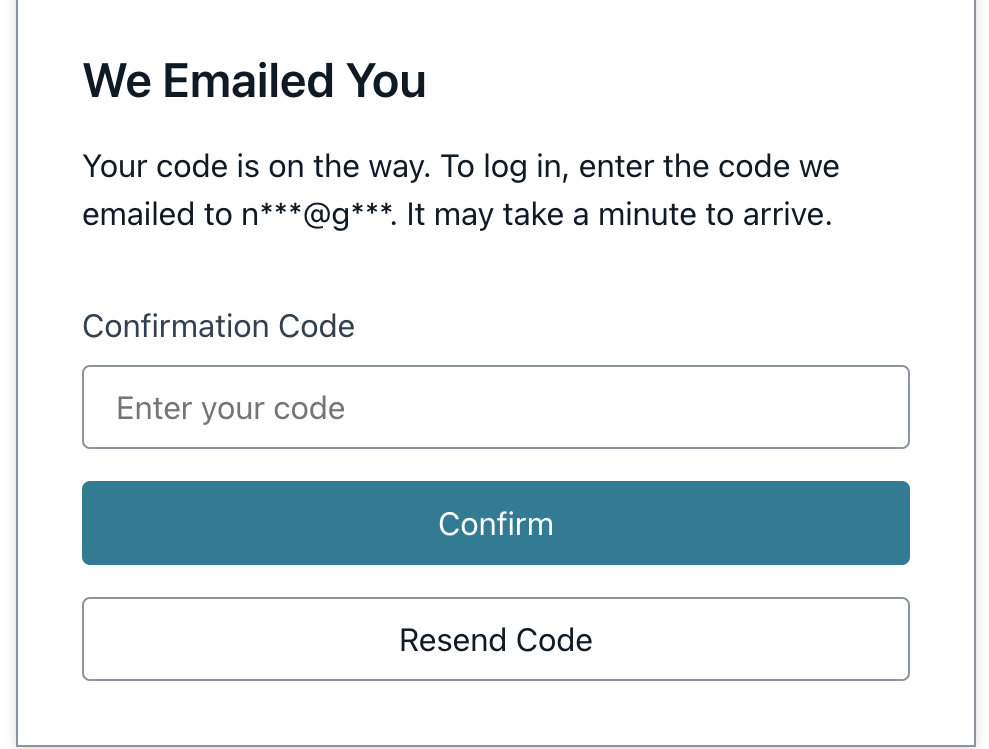 We Emailed You
Your code is on the way. To log in, enter the code we
emailed to n***@g***. It may take a minute to arrive.
Confirmation Code
Enter your code
Confirm
Resend Code